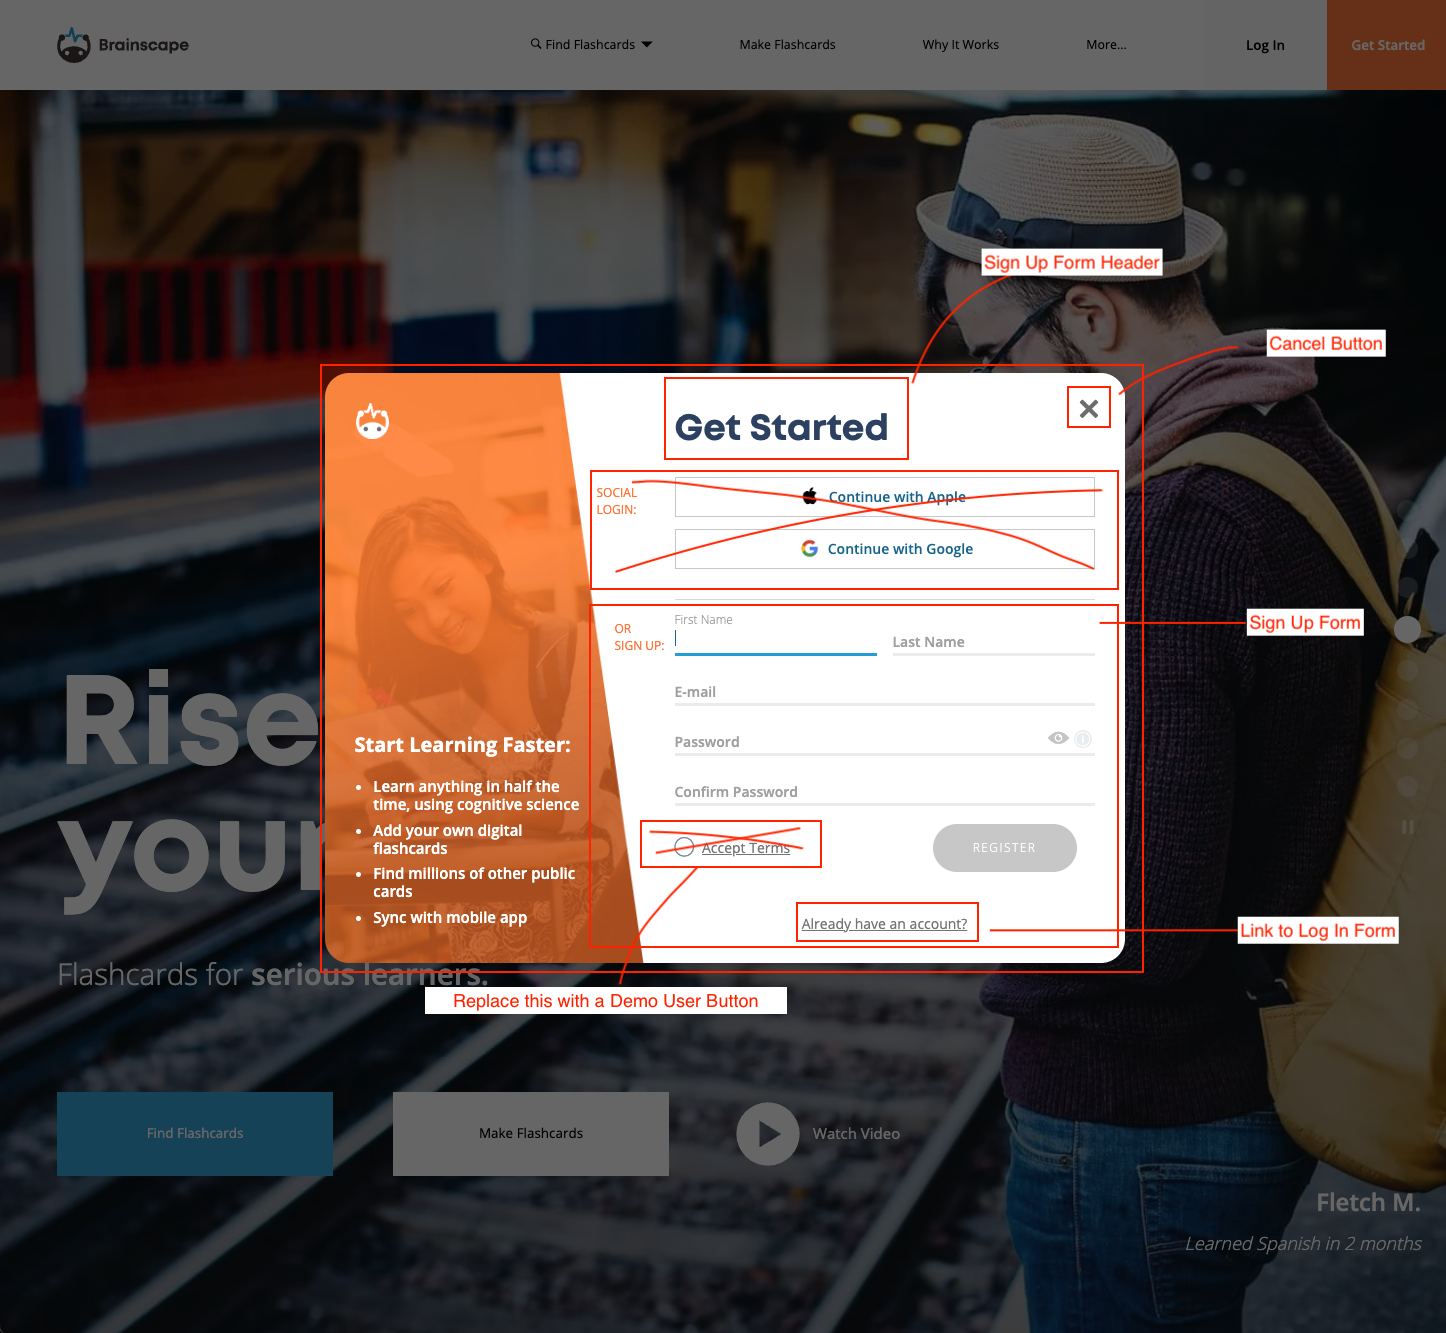 Brainscape
Find Flashcards
Make Flashcards
Why It Works
More...
Log In
Get Started
Sign Up Form Header
Cancel Button
Get Started
SOCIAL
LOGIN:
Continue with Apple
Continue with Google
OR
SIGN UP:
First Name
Last Name
Sign Up Form
E-mail
Password
Confirm Password
Accept Terms
REGISTER
Already have an account?
Link to Log In Form
Start Learning Faster:
• Learn anything in half the
time, using cognitive science
• Add your own digital
flashcards
• Find millions of other public
cards
• Sync with mobile app
Replace this with a Demo User Button
Rise
your
Flashcards for serious learners.
Find Flashcards
Make Flashcards
Watch Video
Fletch M.
Learned Spanish in 2 months